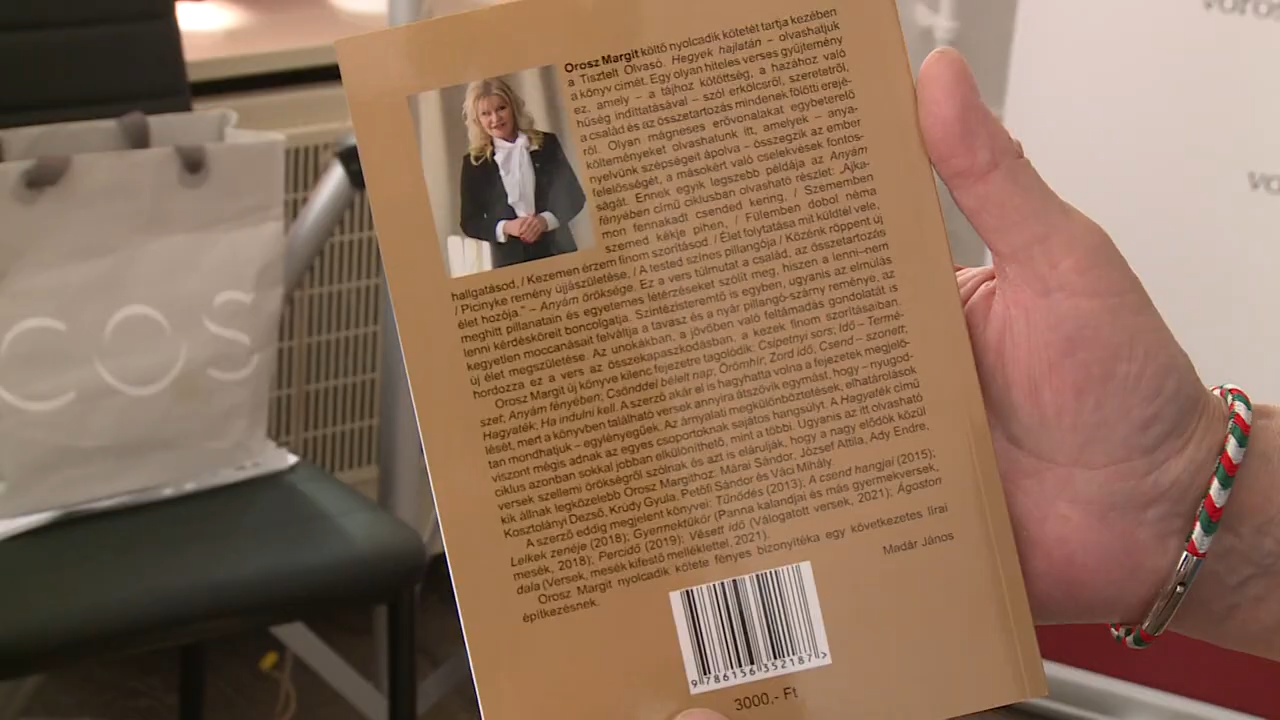 Orosz Margit költő nyolcadik kötetét tartja kezében
a Tisztelt Olvasó. Hegyek hajlatán – olvashatjuk
a könyv címét. Egy olyan hiteles verses gyűjtemény
ez, amely – a tájhoz kötöttség, a hazához való
hűség indíttatásával – szól erkölcsről, szeretetről,
a család és az összetartozás mindenek fölötti erejé-
ről. Olyan mágneses erővonalakat egybeterelő
költeményeket olvashatunk itt, amelyek – anya-
nyelvünk szépségeit ápolva – összegzik az ember
felelősségét, a másokért való cselekvések fontos-
ságát. Ennek egyik legszebb példája az Anyám
fényében című ciklusban olvasható részlet: „Ajka-
mon fennakadt csended kering, / Szememben
szemed kékje pihen, / Fülemben dobol néma
hallgatásod, / Kezemen érzem finom szorításod. / Élet folytatása mit küldtél vele,
/ Picinyke remény újjászületése. / A tested színes pillangója / Közénk röppent új
élet hozója." – Anyám öröksége. Ez a vers túlmutat a család, az összetartozás
meghitt pillanatain és egyetemes létérzéseket szólít meg, hiszen a lenni–nem
lenni kérdésköreit boncolgatja. Szintézisteremtő is egyben, ugyanis az elmúlás
kegyetlen moccanásait felváltja a tavasz és a nyár pillangó-szárny reménye, az
új élet megszületése. Az unokákban, a jövőben való feltámadás gondolatát is
hordozza ez a vers az összekapaszkodásban, a kezek finom szorításaiban.
Orosz Margit új könyve kilenc fejezetre tagolódik: Csipetnyi sors; Idő – Termé-
szet; Anyám fényében; Csönddel bélelt nap; Örömhír; Zord idő; Csend – szonett;
Hagyaték; Ha indulni kell. A szerző akár el is hagyhatta volna a fejezetek megjelö-
lését, mert a könyvben található versek annyira átszövik egymást, hogy – nyugod-
tan mondhatjuk – egylényegűek. Az árnyalati megkülönböztetések, elhatárolások
viszont mégis adnak az egyes csoportoknak sajátos hangsúlyt. A Hagyaték című
ciklus azonban sokkal jobban elkülöníthető, mint a többi. Ugyanis az itt olvasható
versek szellemi örökségről szólnak és azt is elárulják, hogy a nagy elődök közül
kik állnak legközelebb Orosz Margithoz: Márai Sándor, József Attila, Ady Endre,
Kosztolányi Dezső, Krúdy Gyula, Petőfi Sándor és Váci Mihály.
A szerző eddig megjelent könyvei: Tűnődés (2013); A csend hangjai (2015);
Lelkek zenéje (2018); Gyermektükör (Panna kalandjai és más gyermekversek,
mesék, 2018); Percidő (2019); Vésett idő (Válogatott versek, 2021); Ágoston
dala (Versek, mesék kifestő melléklettel, 2021).
Orosz Margit nyolcadik kötete fényes bizonyítéka egy következetes lírai
építkezésnek.
Madár János
9 786156 352187 >
3000,- Ft
COS